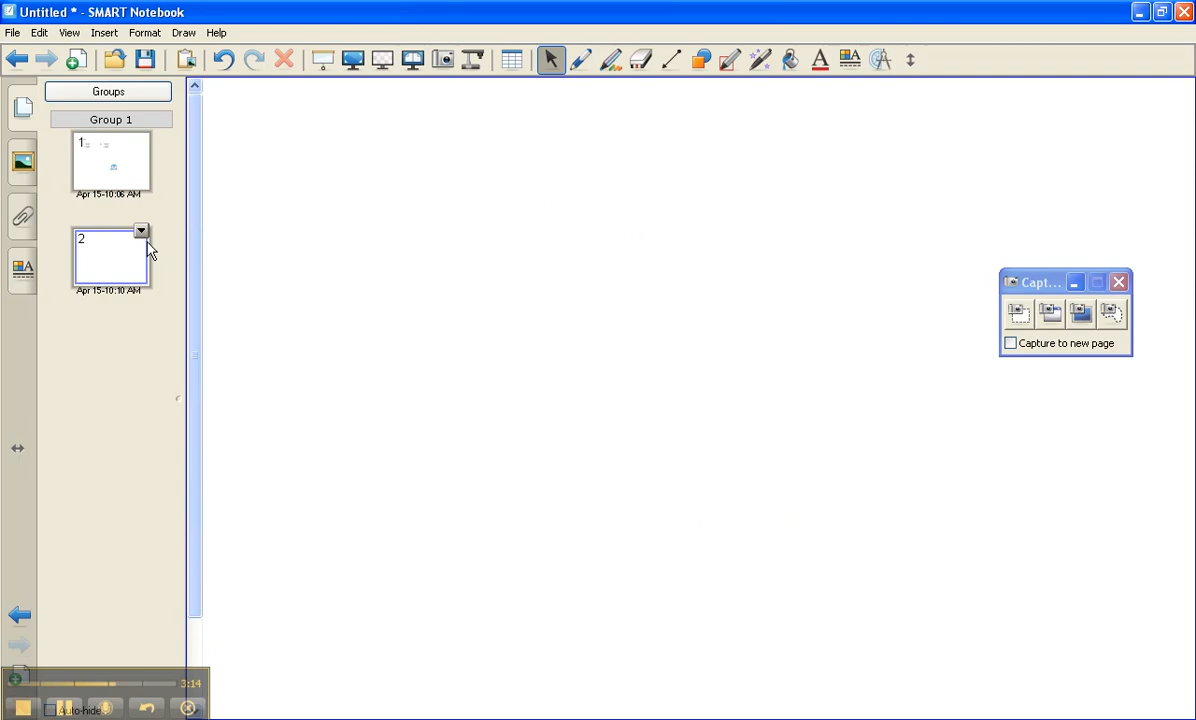 Untitled * - SMART Notebook
File Edit View Insert Format Draw Help
Groups
Group 1
1
Apr 15-10:06 AM
2
Apr 15-10:10 AM
Capt...
Capture to new page
3:14
Auto-hide